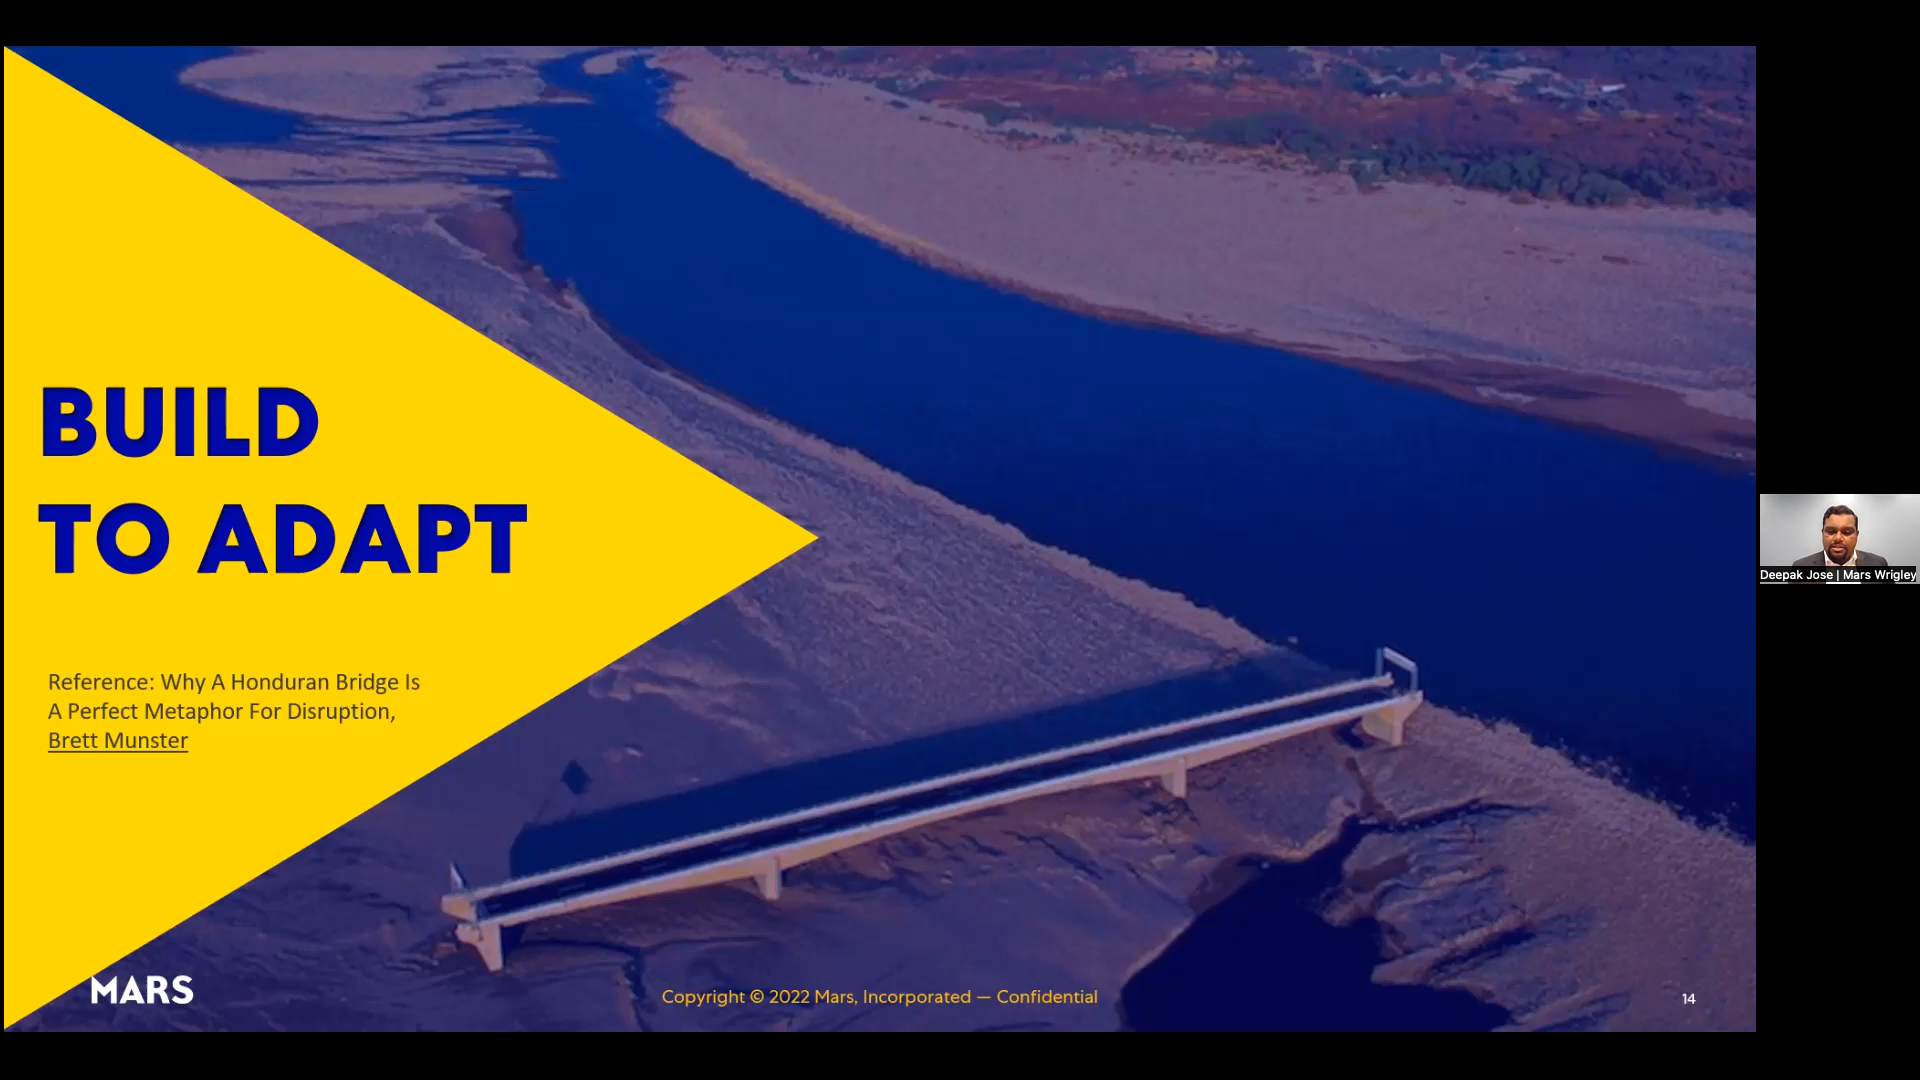 BUILD
TO ADAPT
Reference: Why A Honduran Bridge Is
A Perfect Metaphor For Disruption,
Brett Munster
MARS
Copyright © 2022 Mars, Incorporated — Confidential
14
Deepak Jose | Mars Wrigley